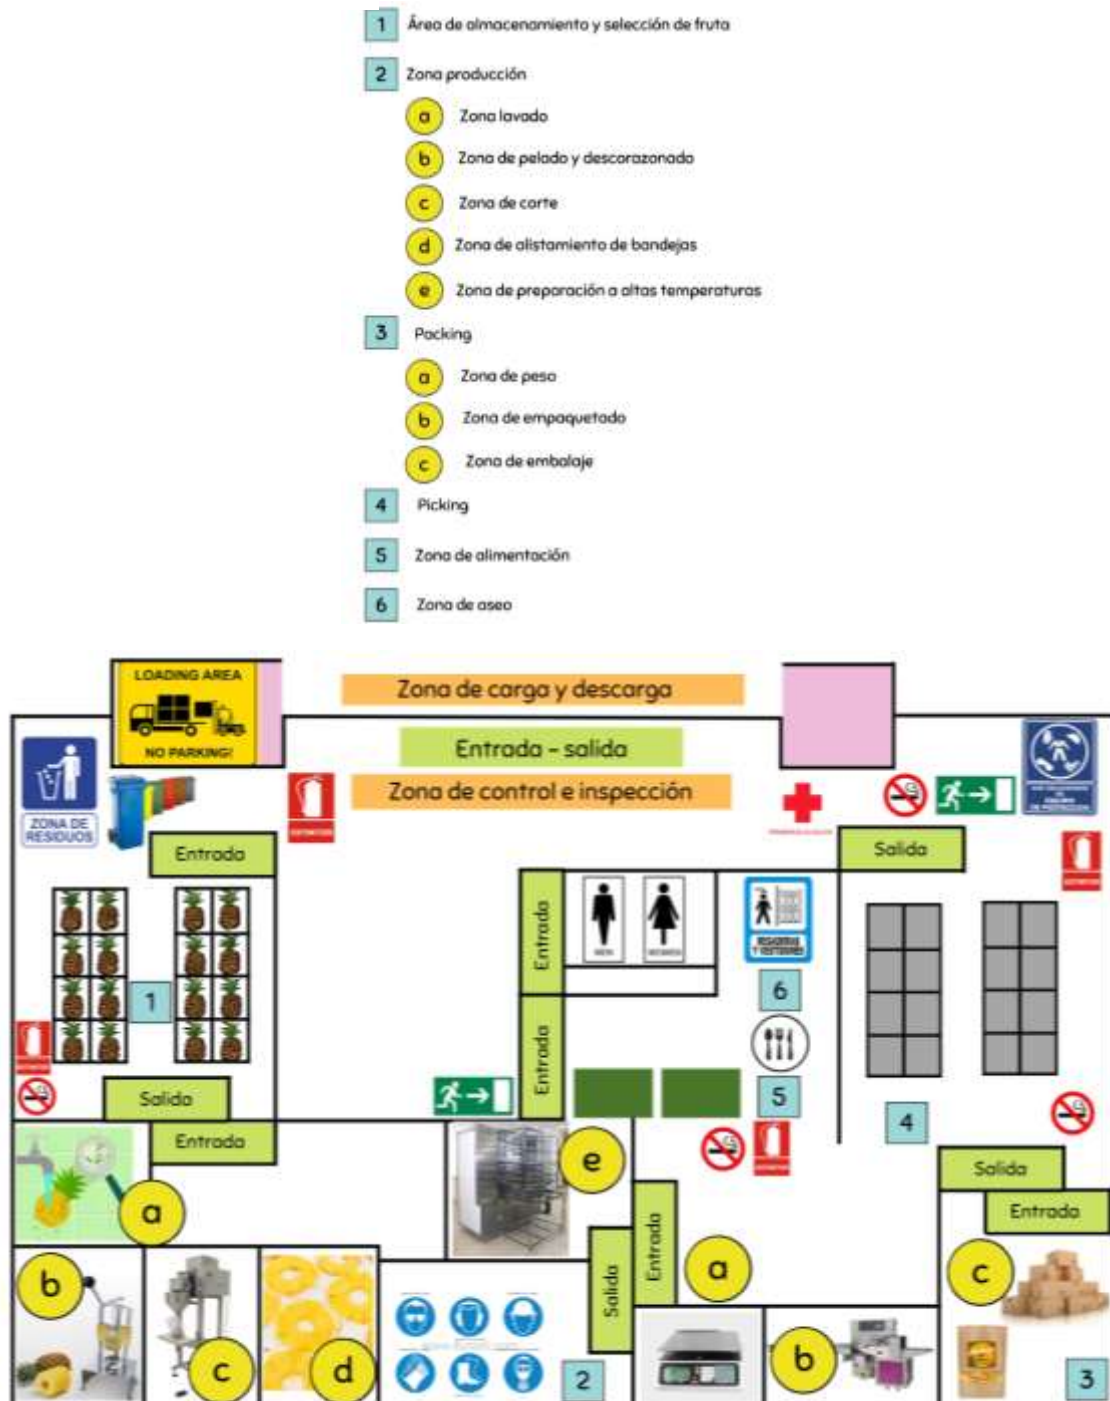 1 Área de almacenamiento y selección de fruta
2 Zona producción
a Zona lavado
b Zona de pelado y descorazonado
c Zona de corte
d Zona de alistamiento de bandejas
e Zona de preparación a altas temperaturas
3 Packing
a Zona de peso
b Zona de empaquetado
c Zona de embalaje
4 Picking
5 Zona de alimentación
6 Zona de aseo
LOADING AREA
NO PARKING!
Zona de carga y descarga
Entrada - salida
Zona de control e inspección
ZONA DE
RESIDUOS
Entrada
Salida
Entrada
6
1
Entrada
5
4
Salida
Entrada
Salida
Entrada
a
e
Entrada
Salida
a
c
b
c
d
2
b
3